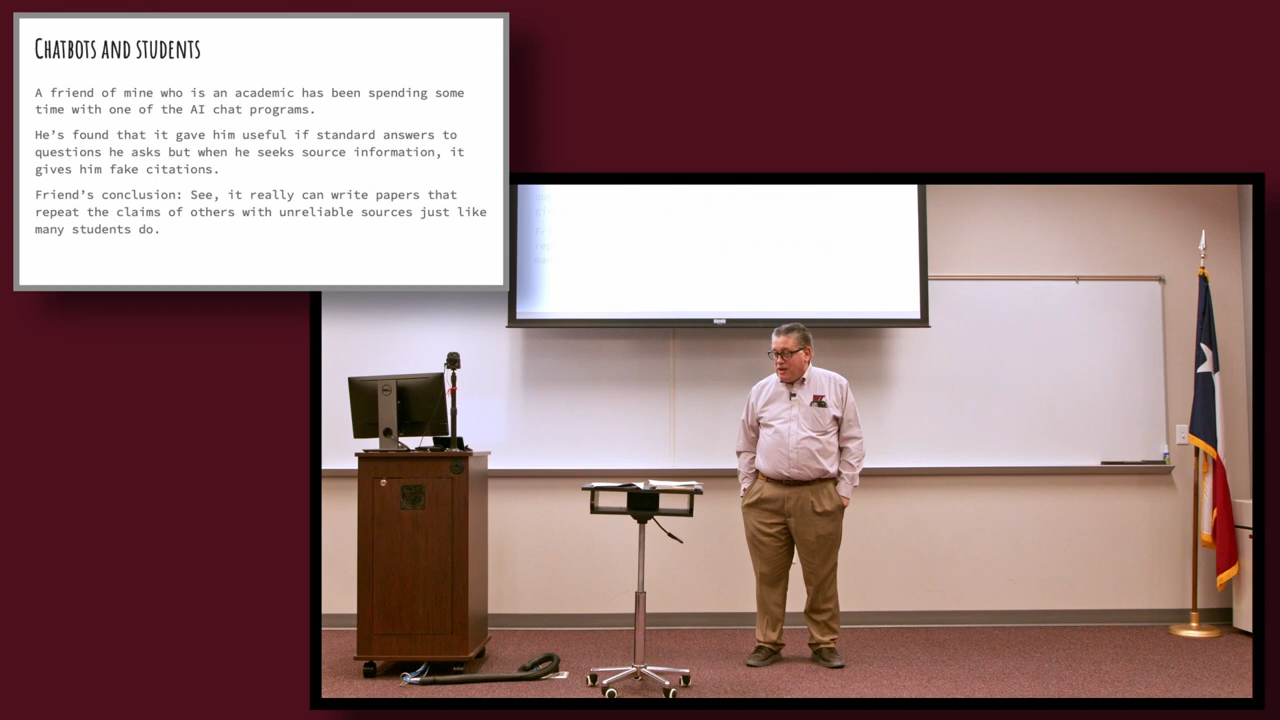 Chatbots and students
A friend of mine who is an academic has been spending some
time with one of the AI chat programs.
He's found that it gave him useful if standard answers to
questions he asks but when he seeks source information, it
gives him fake citations.
Friend's conclusion: See, it really can write papers that
repeat the claims of others with unreliable sources just like
many students do.